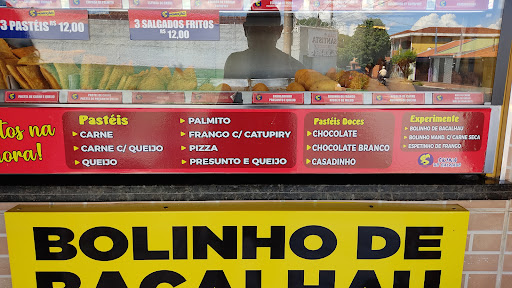 3 PASTÉIS R$ 12,00
3 SALGADOS FRITOS
R$ 12,00
tos na
ora!
Pastéis
CARNE
CARNE C/ QUEIJO
QUEIJO
PALMITO
FRANGO C/ CATUPIRY
PIZZA
PRESUNTO E QUEIJO
Pastéis Doces
CHOCOLATE
CHOCOLATE BRANCO
CASADINHO
Experimente
BOLINHO DE BACALHAU
BOLINHO MAND. C/ CARNE SECA
ESPETINHO DE FRANGO
BOLINHO DE
BACALHAU